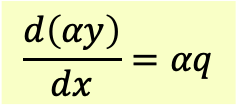 d(αy)/dx = αq